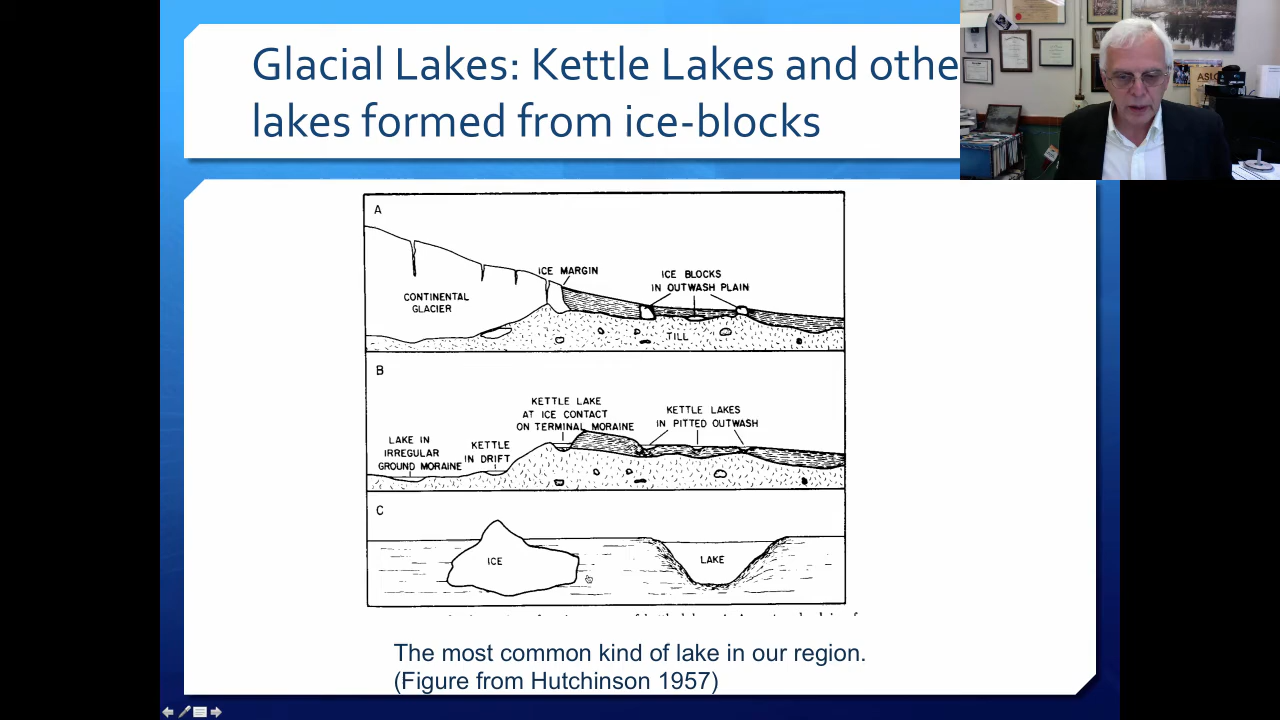 Glacial Lakes: Kettle Lakes and othe
lakes formed from ice-blocks
ASLO
A
ICE MARGIN
ICE BLOCKS
IN OUTWASH PLAIN
CONTINENTAL
GLACIER
TILL
B
KETTLE LAKE
AT ICE CONTACT
ON TERMINAL MORAINE
KETTLE LAKES
IN PITTED OUTWASH
LAKE IN
IRREGULAR
GROUND MORAINE
KETTLE
IN DRIFT
C
ICE
LAKE
The most common kind of lake in our region.
(Figure from Hutchinson 1957)